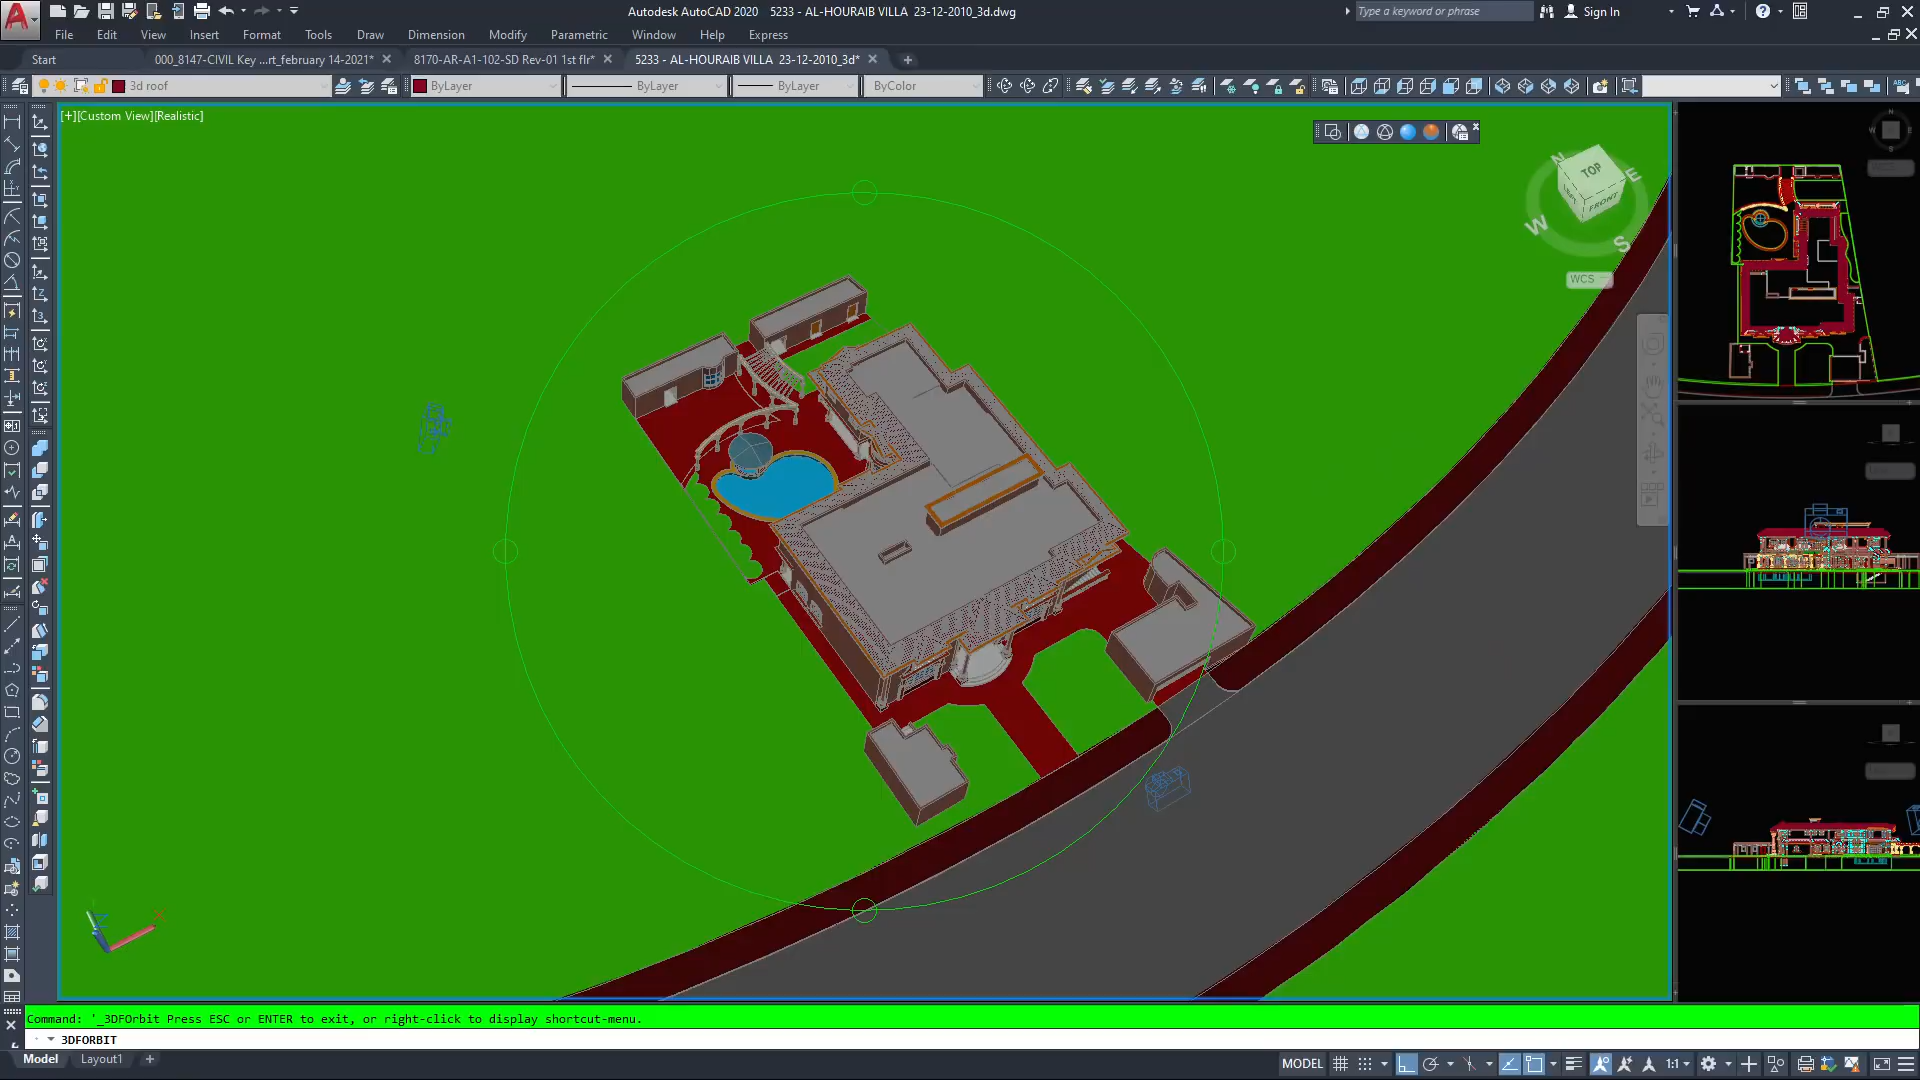 Autodesk AutoCAD 2020 5233 - AL-HOURAIB VILLA 23-12-2010_3d.dwg
Type a keyword or phrase
Sign In
File Edit View Insert Format Tools Draw Dimension Modify Parametric Window Help Express
Start
000_8147-CIVIL Key ...rt_february 14-2021*
8170-AR-A1-102-SD Rev-01 1st flr*
5233 - AL-HOURAIB VILLA 23-12-2010_3d*
3d roof
ByLayer
ByLayer
ByLayer
ByColor
[+][Custom View][Realistic]
N
TOP
E
FRONT
W
S
WCS
Command: '_3DFOrbit Press ESC or ENTER to exit, or right-click to display shortcut-menu.
3DFORBIT
Model Layout1
MODEL
1:1